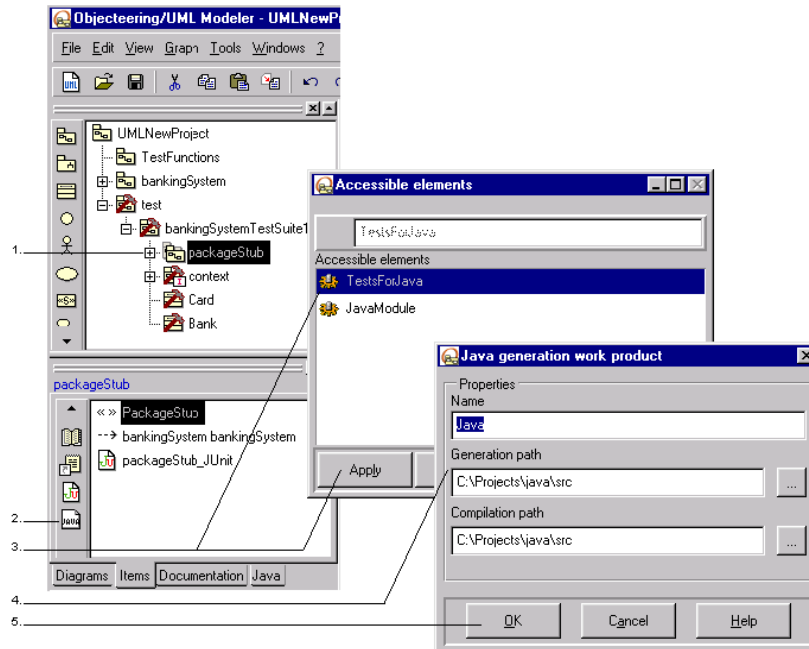 Objecteering/UML Modeler - UMLNewPr
File Edit View Graph Tools Windows ?
UML
UMLNewProject
TestFunctions
bankingSystem
test
bankingSystemTestSuite1
1.
packageStub
context
Card
Bank
«S»
packageStub
« » PackageStub
bankingSystem bankingSystem
packageStub_JUnit
2.
JAVA
3.
Diagrams Items Documentation Java
4.
5.
Accessible elements
TestsForJava
Accessible elements
TestsForJava
JavaModule
Apply
Java generation work product
Properties
Name
Java
Generation path
C:\Projects\java\src
...
Compilation path
C:\Projects\java\src
...
OK Cancel Help